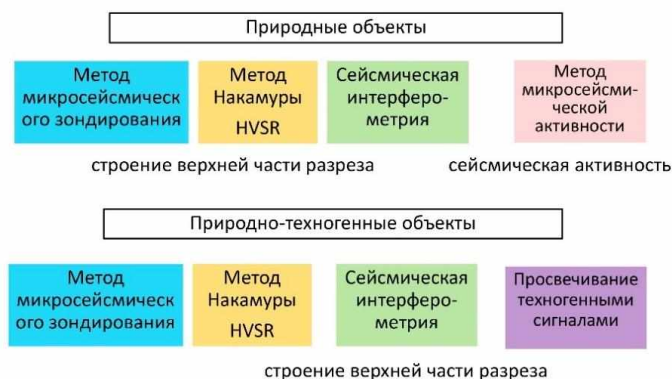 Природные объекты
Метод
микросейсмическ
ого зондирования
Метод
Накамуры
HVSR
Сейсмическая
интерферо-
метрия
Метод
микросейсми-
ческой
активности
строение верхней части разреза
сейсмическая активность
Природно-техногенные объекты
Метод
микросейсмическ
ого зондирования
Метод
Накамуры
HVSR
Сейсмическая
интерферо-
метрия
Просвечивание
техногенными
сигналами
строение верхней части разреза